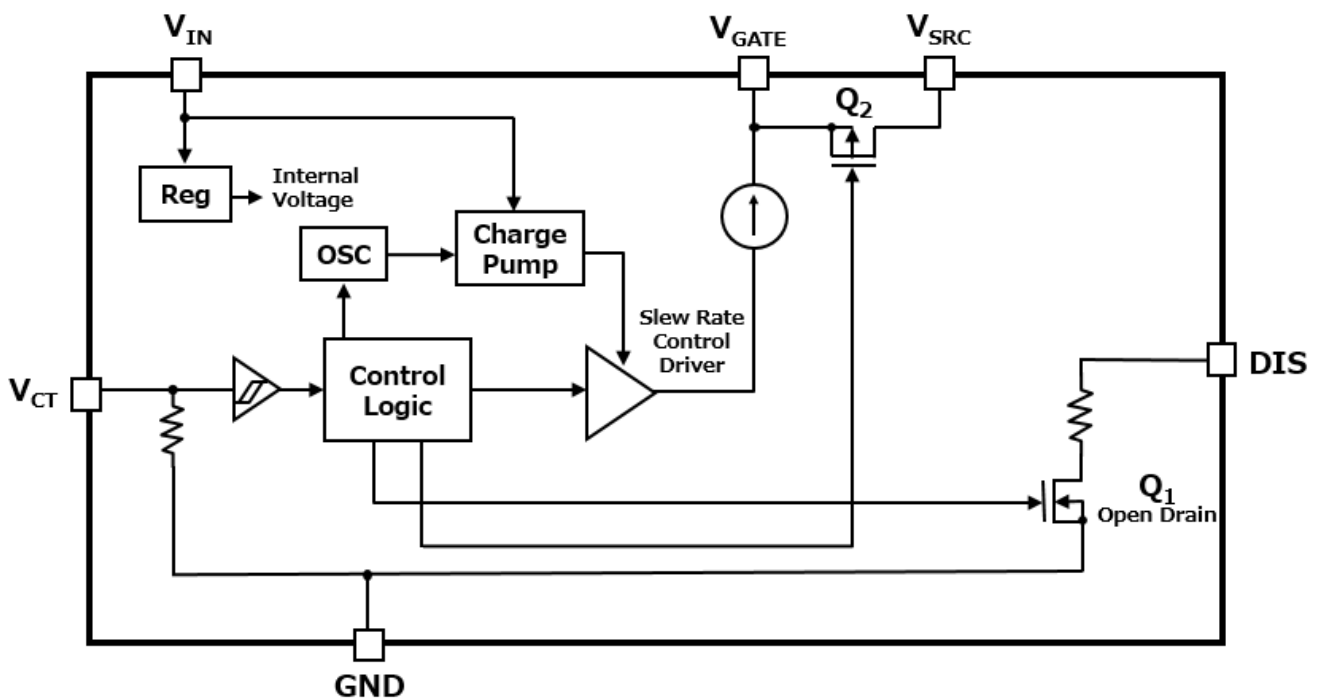 V_IN
V_GATE
V_SRC
Q_2
Reg
Internal
Voltage
OSC
Charge
Pump
Slew Rate
Control
Driver
V_CT
Control
Logic
DIS
Q_1
Open Drain
GND